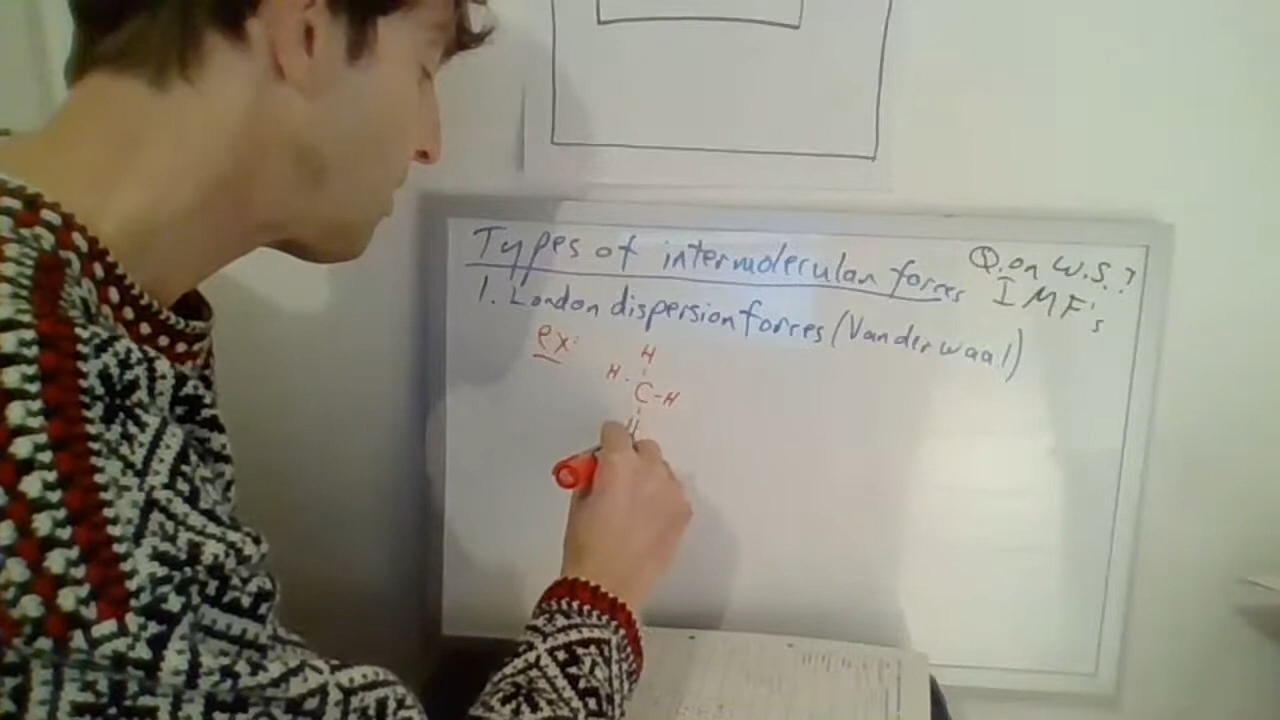 Types of intermolecular forces
Q. on W.S.?
IMF's
1. London dispersion forces (Van der waal)
ex:
H
H - C - H
H